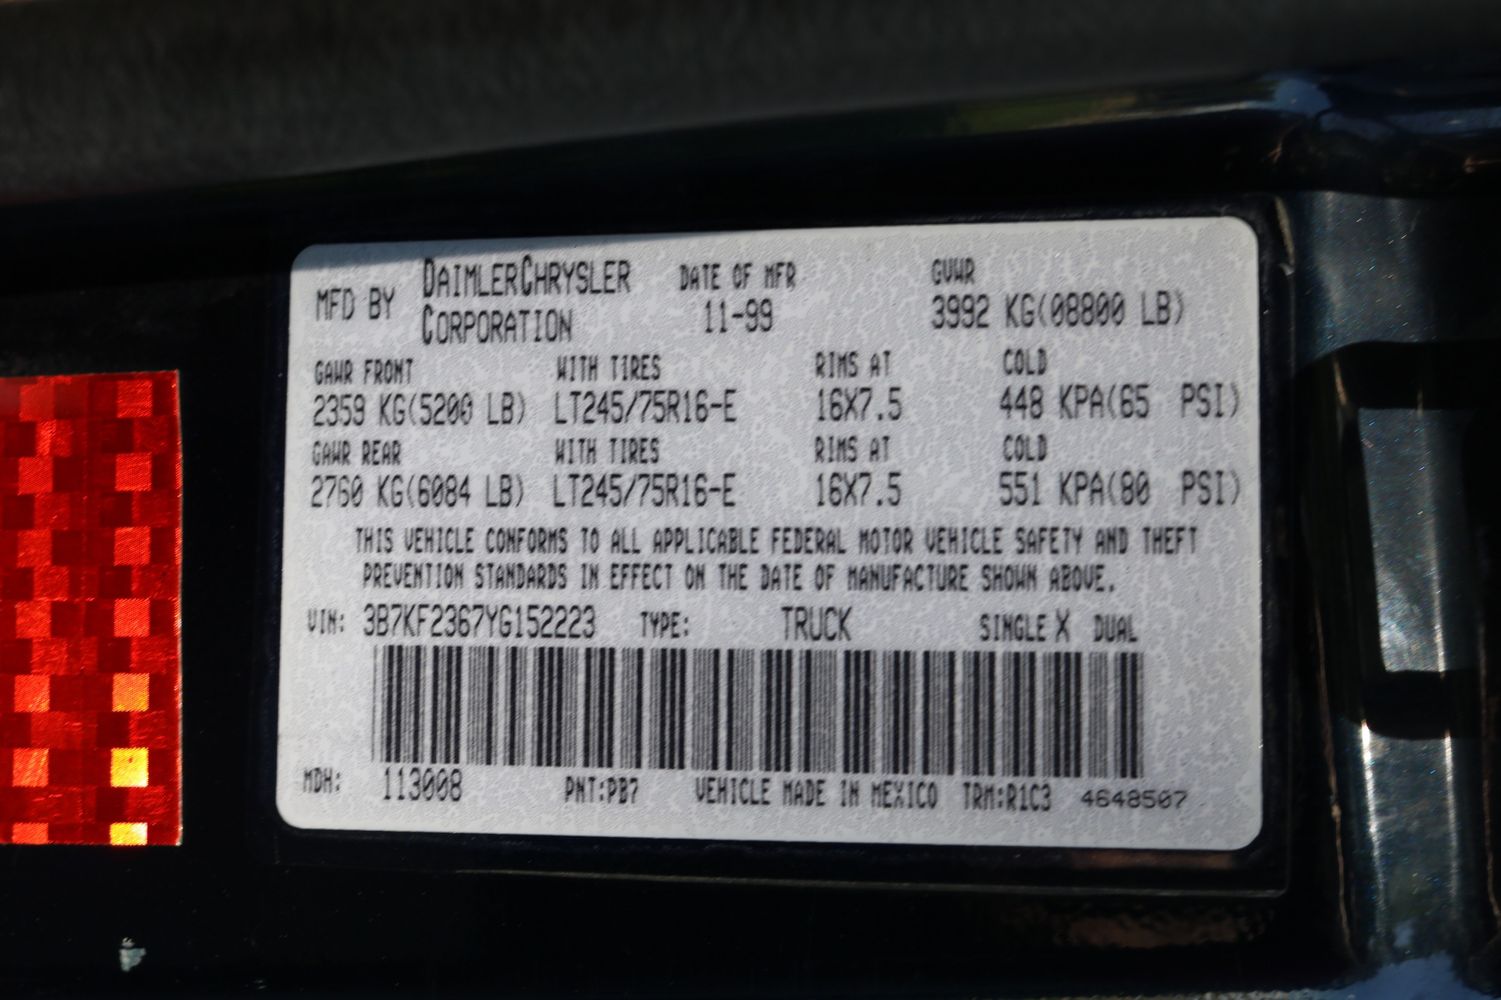 MFD BY DAIMLERCHRYSLER CORPORATION DATE OF MFR 11-99 GVWR 3992 KG(08800 LB)
GAWR FRONT WITH TIRES RIMS AT COLD
2359 KG(5200 LB) LT245/75R16-E 16X7.5 448 KPA(65 PSI)
GAWR REAR WITH TIRES RIMS AT COLD
2760 KG(6084 LB) LT245/75R16-E 16X7.5 551 KPA(80 PSI)
THIS VEHICLE CONFORMS TO ALL APPLICABLE FEDERAL MOTOR VEHICLE SAFETY AND THEFT
PREVENTION STANDARDS IN EFFECT ON THE DATE OF MANUFACTURE SHOWN ABOVE.
VIN: 3B7KF2367YG152223 TYPE: TRUCK SINGLE X DUAL
MDH: 113008 PNT:PB7 VEHICLE MADE IN MEXICO TRM:R1C3 4648507